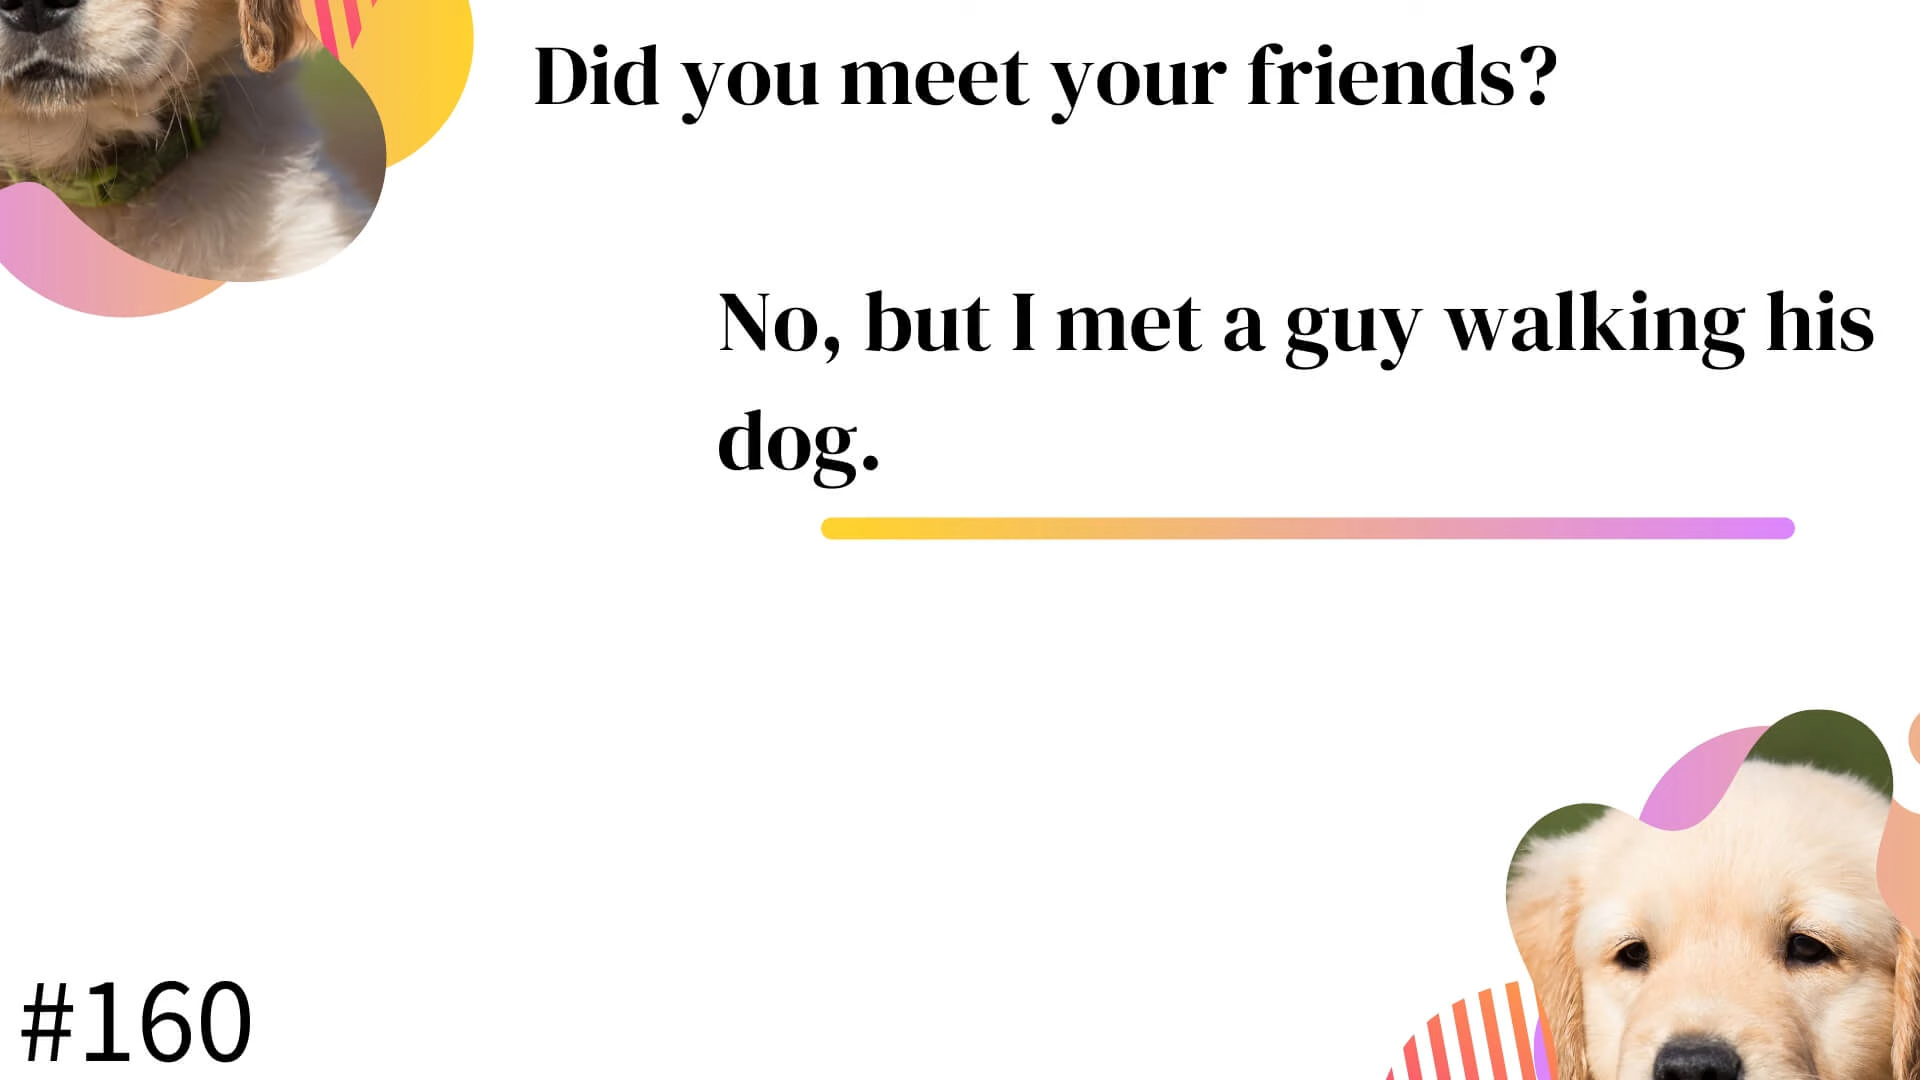 Did you meet your friends?
No, but I met a guy walking his
dog.
#160